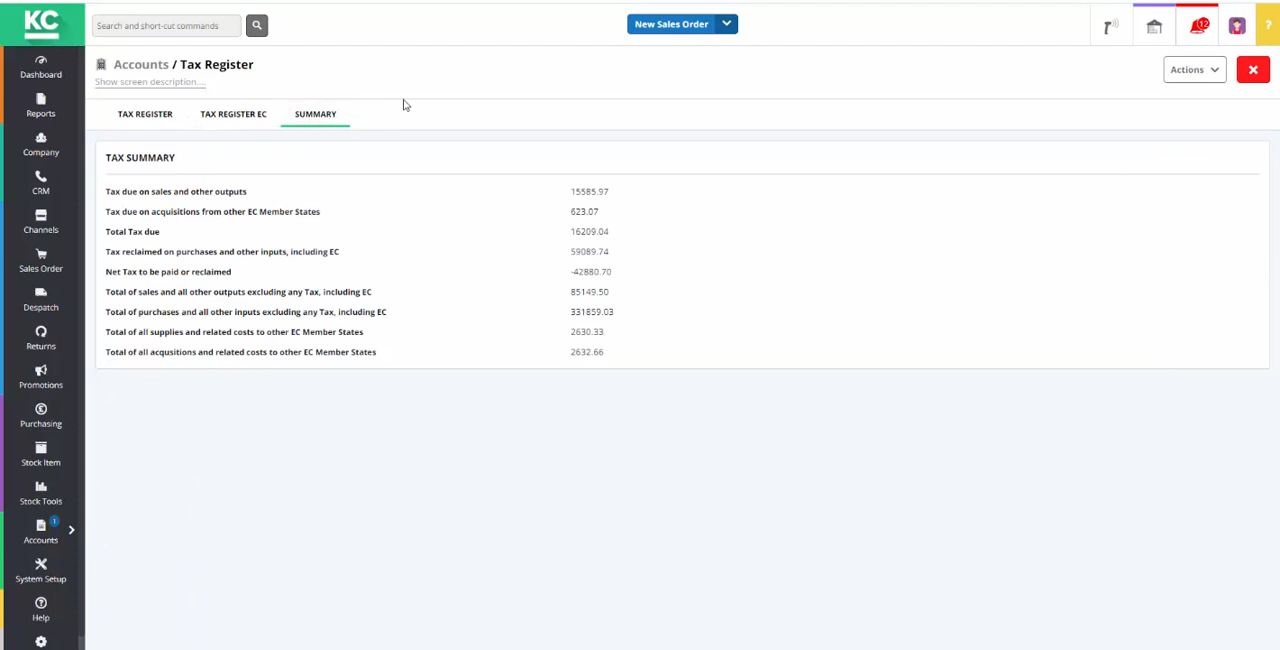 KC
Search and short-cut commands
New Sales Order
12
?
Accounts / Tax Register
Show screen description....
Actions
TAX REGISTER
TAX REGISTER EC
SUMMARY
TAX SUMMARY
Tax due on sales and other outputs 15585.97
Tax due on acquisitions from other EC Member States 623.07
Total Tax due 16209.04
Tax reclaimed on purchases and other inputs, including EC 59089.74
Net Tax to be paid or reclaimed -42880.70
Total of sales and all other outputs excluding any Tax, including EC 85149.50
Total of purchases and all other inputs excluding any Tax, including EC 331859.03
Total of all supplies and related costs to other EC Member States 2630.33
Total of all acqusitions and related costs to other EC Member States 2632.66
Dashboard
Reports
Company
CRM
Channels
Sales Order
Despatch
Returns
Promotions
Purchasing
Stock Item
Stock Tools
1
Accounts
System Setup
Help